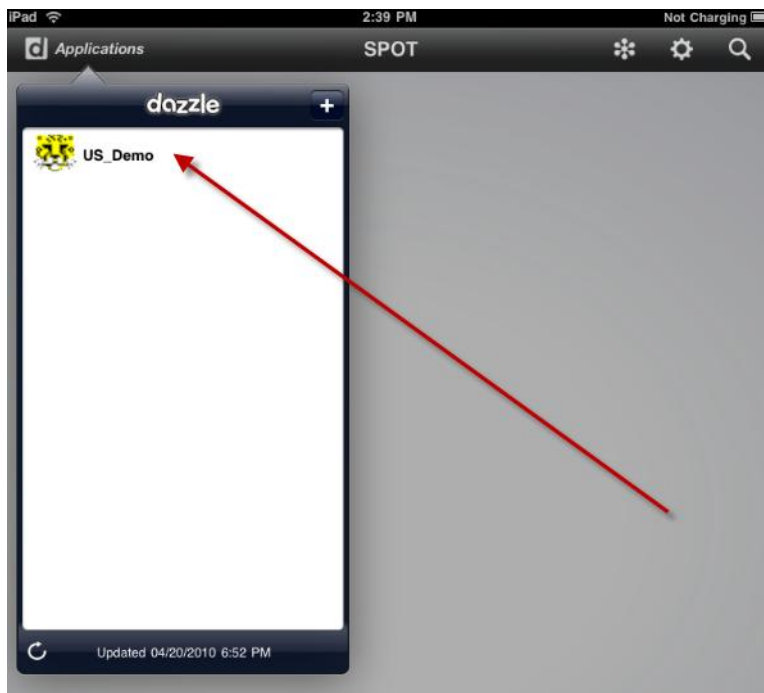 iPad 2:39 PM Not Charging
d Applications SPOT
dazzle +
US_Demo
Updated 04/20/2010 6:52 PM